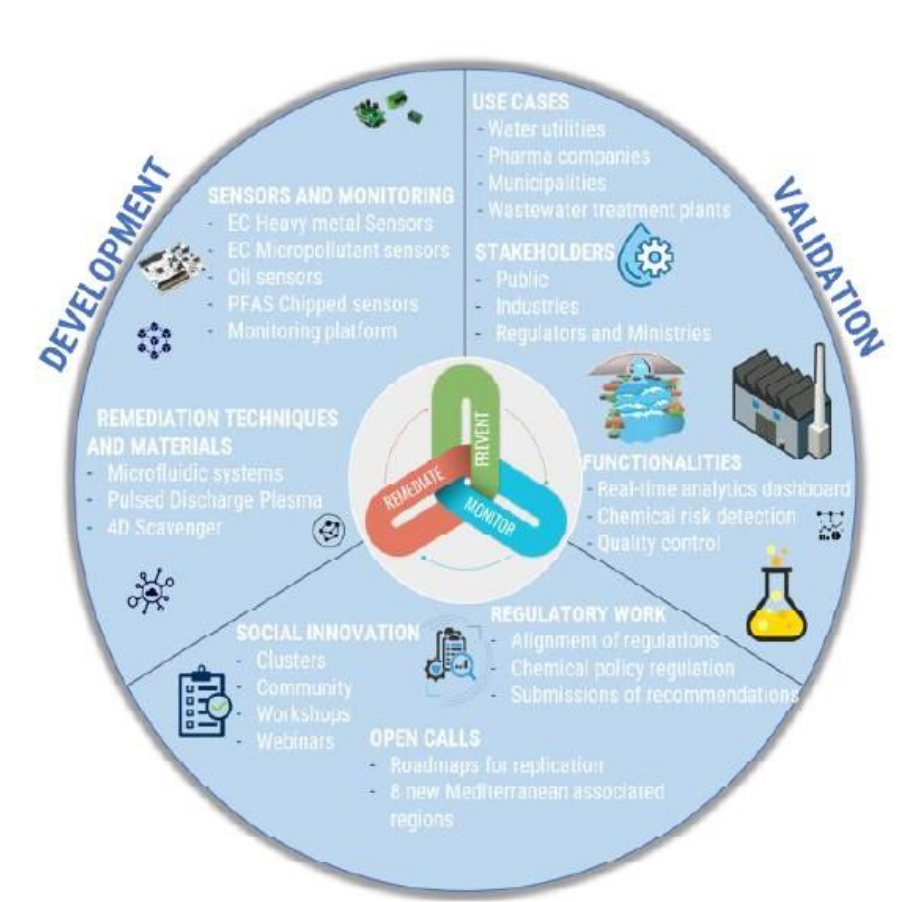 DEVELOPMENT
SENSORS AND MONITORING
- EC Heavy metal Sensors
- EC Micropollutant sensors
- Oil sensors
- PFAS Chipped sensors
- Monitoring platform
REMEDIATION TECHNIQUES
AND MATERIALS
- Microfluidic systems
- Pulsed Discharge Plasma
- 4D Scavenger
VALIDATION
USE CASES
- Water utilities
- Pharma companies
- Municipalities
- Wastewater treatment plants
STAKEHOLDERS
- Public
- Industries
- Regulators and Ministries
FUNCTIONALITIES
- Real-time analytics dashboard
- Chemical risk detection
- Quality control
PREVENT
REMEDIATE
MONITOR
SOCIAL INNOVATION
- Clusters
- Community
- Workshops
- Webinars
REGULATORY WORK
- Alignment of regulations
- Chemical policy regulation
- Submissions of recommendations
OPEN CALLS
- Roadmaps for replication
- 8 new Mediterranean associated
regions